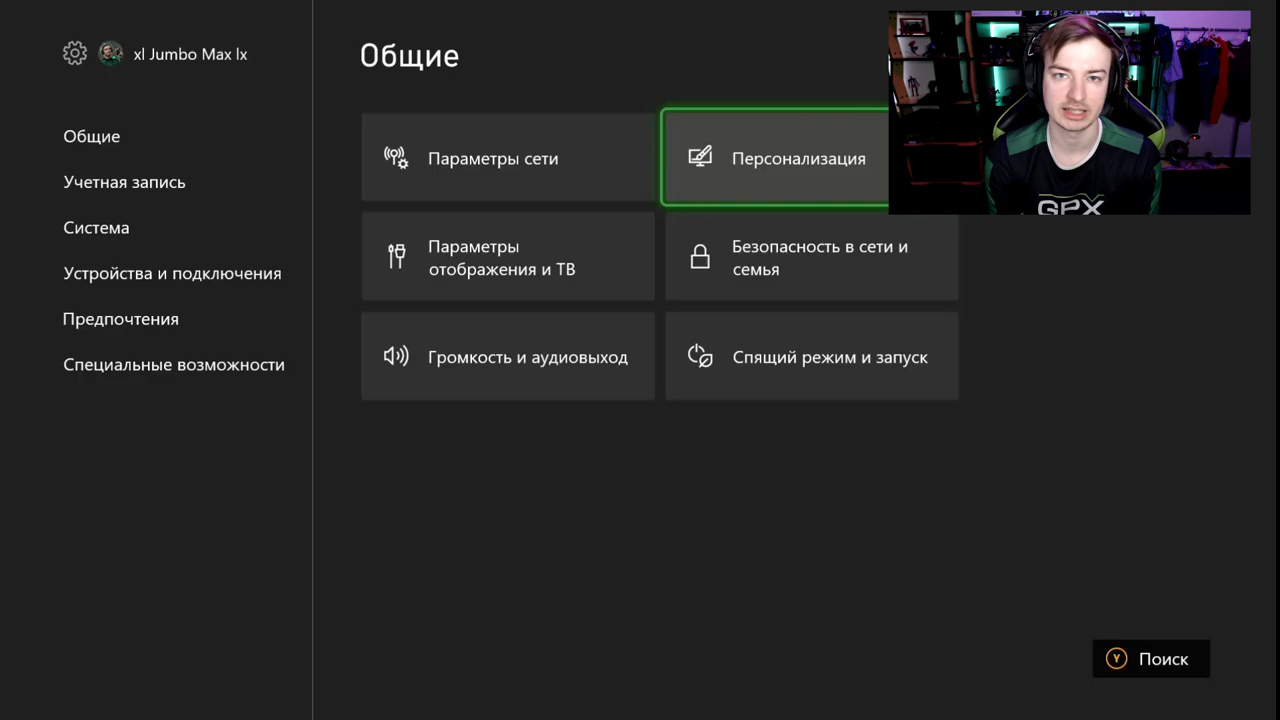 xl Jumbo Max lx
Общие
Учетная запись
Система
Устройства и подключения
Предпочтения
Специальные возможности
Общие
Параметры сети
Персонализация
Параметры
отображения и ТВ
Безопасность в сети и
семья
Громкость и аудиовыход
Спящий режим и запуск
GPX
Y Поиск